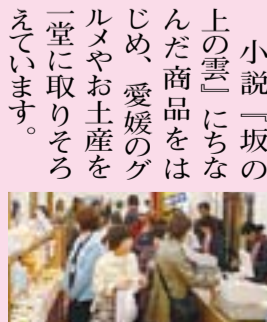 小説『坂の
上の雲』にちな
んだ商品をは
じめ、愛媛のグ
ルメやお土産を
一堂に取りそろ
えています。